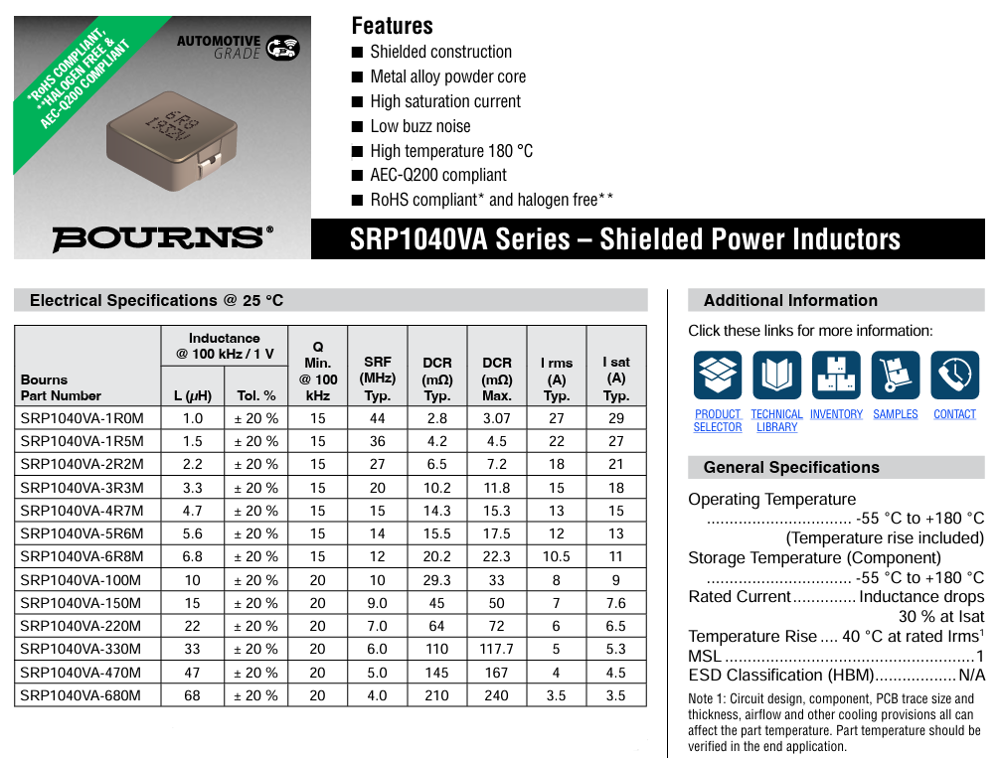 *RoHS COMPLIANT,
**HALOGEN FREE &
AEC-Q200 COMPLIANT
AUTOMOTIVE
GRADE
6R8
1932V
BOURNS®
Features
■ Shielded construction
■ Metal alloy powder core
■ High saturation current
■ Low buzz noise
■ High temperature 180 °C
■ AEC-Q200 compliant
■ RoHS compliant* and halogen free**
SRP1040VA Series – Shielded Power Inductors
Electrical Specifications @ 25 °C
Bourns Part Number | Inductance @ 100 kHz / 1 V L (μH) | Tol. % | Q Min. @ 100 kHz | SRF (MHz) Typ. | DCR (mΩ) Typ. | DCR (mΩ) Max. | I rms (A) Typ. | I sat (A) Typ.
SRP1040VA-1R0M 1.0 ± 20 % 15 44 2.8 3.07 27 29
SRP1040VA-1R5M 1.5 ± 20 % 15 36 4.2 4.5 22 27
SRP1040VA-2R2M 2.2 ± 20 % 15 27 6.5 7.2 18 21
SRP1040VA-3R3M 3.3 ± 20 % 15 20 10.2 11.8 15 18
SRP1040VA-4R7M 4.7 ± 20 % 15 15 14.3 15.3 13 15
SRP1040VA-5R6M 5.6 ± 20 % 15 14 15.5 17.5 12 13
SRP1040VA-6R8M 6.8 ± 20 % 15 12 20.2 22.3 10.5 11
SRP1040VA-100M 10 ± 20 % 20 10 29.3 33 8 9
SRP1040VA-150M 15 ± 20 % 20 9.0 45 50 7 7.6
SRP1040VA-220M 22 ± 20 % 20 7.0 64 72 6 6.5
SRP1040VA-330M 33 ± 20 % 20 6.0 110 117.7 5 5.3
SRP1040VA-470M 47 ± 20 % 20 5.0 145 167 4 4.5
SRP1040VA-680M 68 ± 20 % 20 4.0 210 240 3.5 3.5
Additional Information
Click these links for more information:
PRODUCT SELECTOR
TECHNICAL LIBRARY
INVENTORY
SAMPLES
CONTACT
General Specifications
Operating Temperature
................................ -55 °C to +180 °C
(Temperature rise included)
Storage Temperature (Component)
................................ -55 °C to +180 °C
Rated Current.............. Inductance drops
30 % at Isat
Temperature Rise .... 40 °C at rated Irms¹
MSL .......................................................1
ESD Classification (HBM)..................N/A
Note 1: Circuit design, component, PCB trace size and
thickness, airflow and other cooling provisions all can
affect the part temperature. Part temperature should be
verified in the end application.